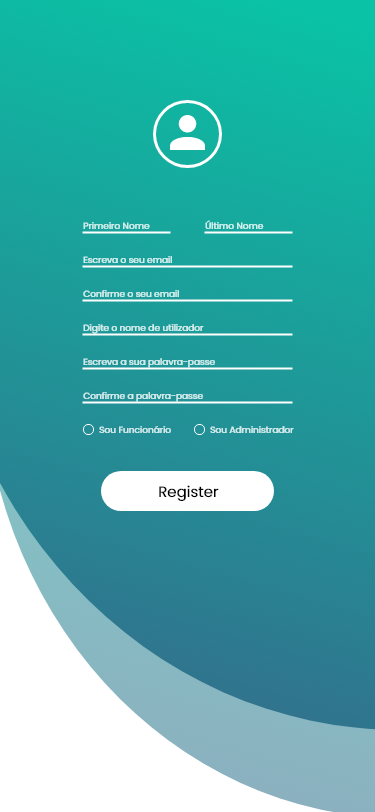 Primeiro Nome Último Nome
Escreva o seu email
Confirme o seu email
Digite o nome de utilizador
Escreva a sua palavra-passe
Confirme a palavra-passe
Sou Funcionário Sou Administrador
Register